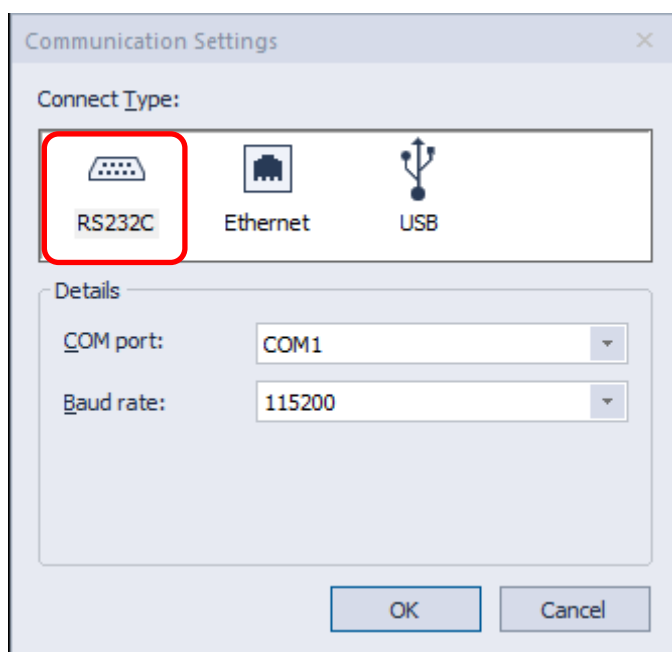 Communication Settings
Connect Type:
RS232C Ethernet USB
Details
COM port: COM1
Baud rate: 115200
OK Cancel